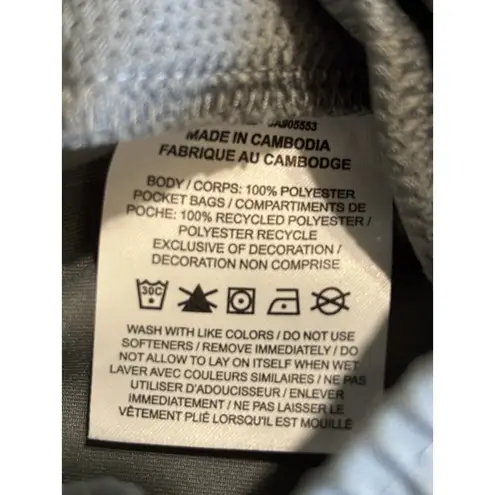 MADE IN CAMBODIA
FABRIQUE AU CAMBODGE
BODY / CORPS: 100% POLYESTER
POCKET BAGS / COMPARTIMENTS DE
POCHE: 100% RECYCLED POLYESTER /
POLYESTER RECYCLE
EXCLUSIVE OF DECORATION /
DECORATION NON COMPRISE
30C
WASH WITH LIKE COLORS / DO NOT USE
SOFTENERS / REMOVE IMMEDIATELY / DO
NOT ALLOW TO LAY ON ITSELF WHEN WET
LAVER AVEC COULEURS SIMILAIRES / NE PAS
UTILISER D'ADOUCISSEUR / ENLEVER
IMMEDIATEMENT / NE PAS LAISSER LE
VÊTEMENT PLIÉ LORSQU'IL EST MOUILLÉ